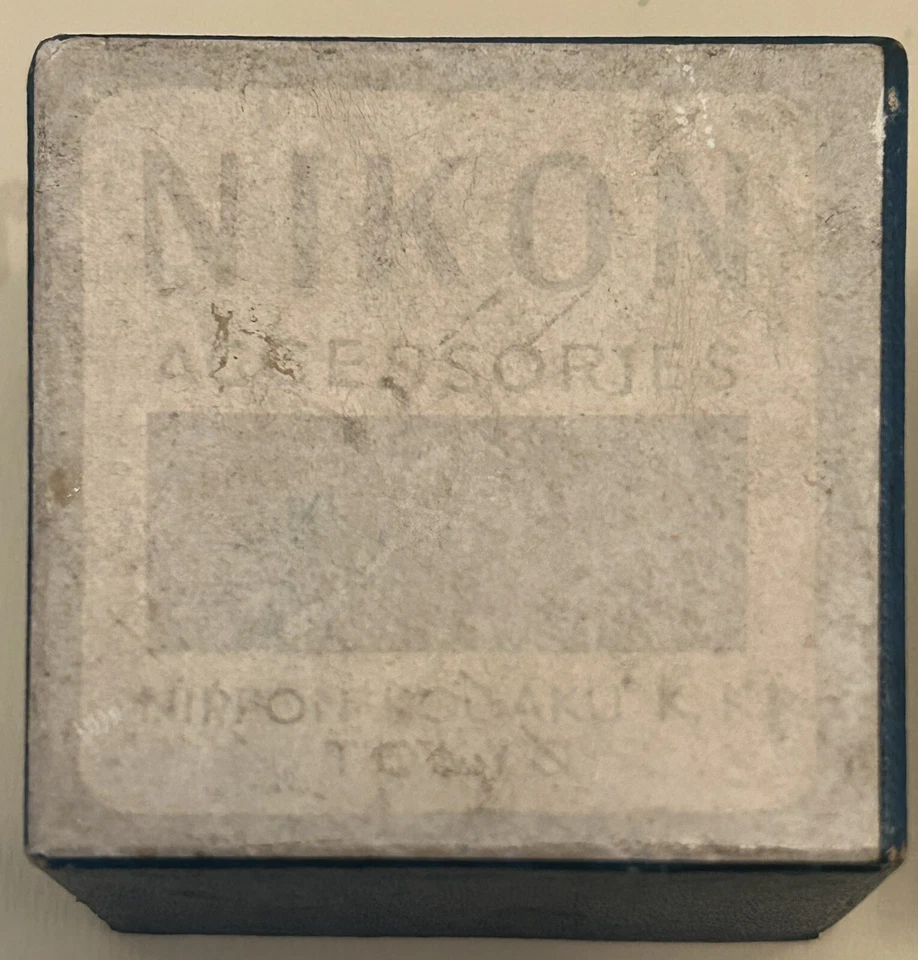 NIKON
ACCESSORIES
NIPPON KOGAKU K.K.
TOKYO